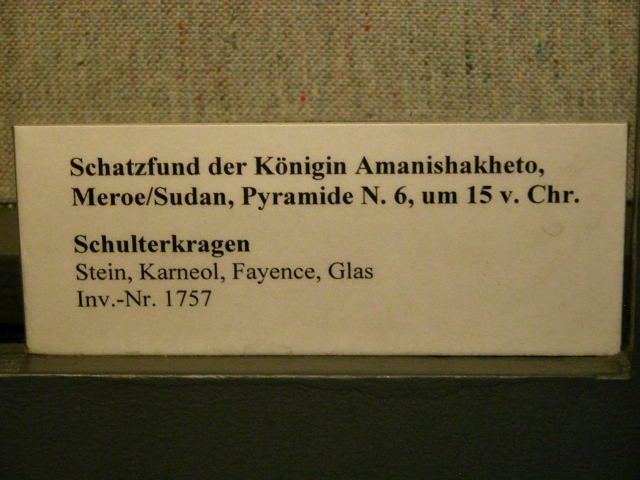 Schatzfund der Königin Amanishakheto,
Meroe/Sudan, Pyramide N. 6, um 15 v. Chr.
Schulterkragen
Stein, Karneol, Fayence, Glas
Inv.-Nr. 1757